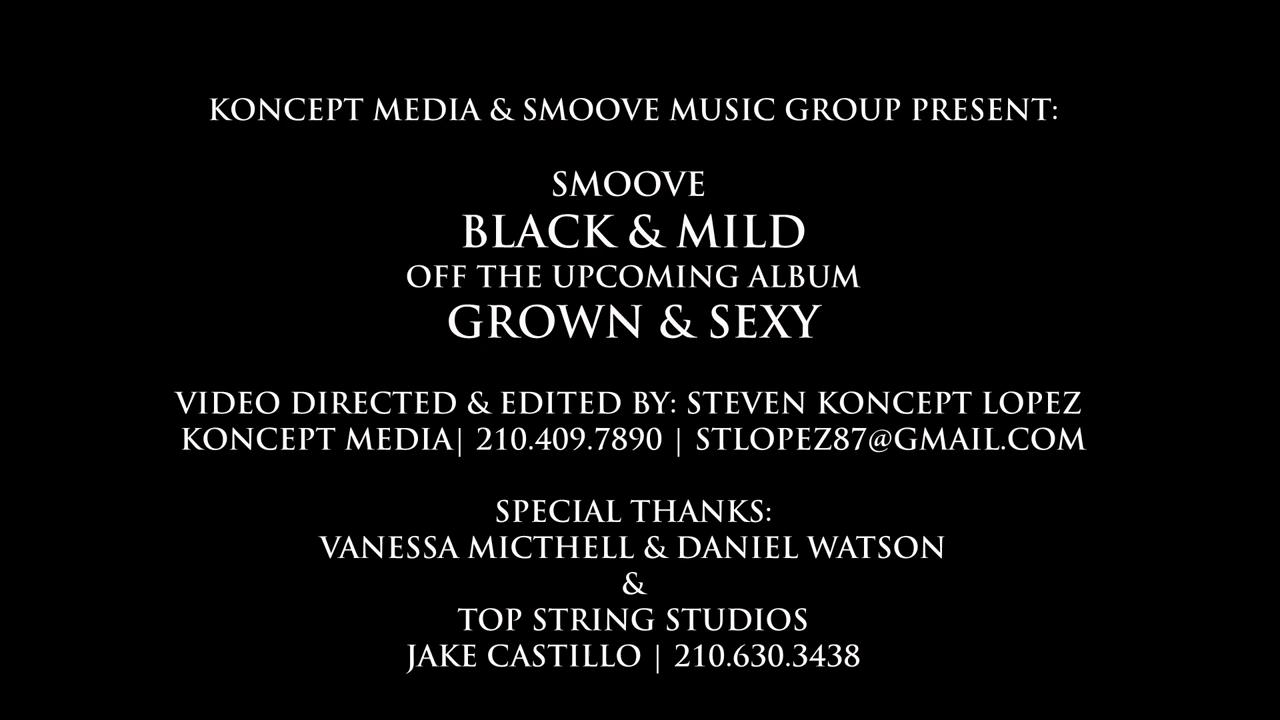 KONCEPT MEDIA & SMOOVE MUSIC GROUP PRESENT:
SMOOVE
BLACK & MILD
OFF THE UPCOMING ALBUM
GROWN & SEXY
VIDEO DIRECTED & EDITED BY: STEVEN KONCEPT LOPEZ
KONCEPT MEDIA| 210.409.7890 | STLOPEZ87@GMAIL.COM
SPECIAL THANKS:
VANESSA MICTHELL & DANIEL WATSON
&
TOP STRING STUDIOS
JAKE CASTILLO | 210.630.3438